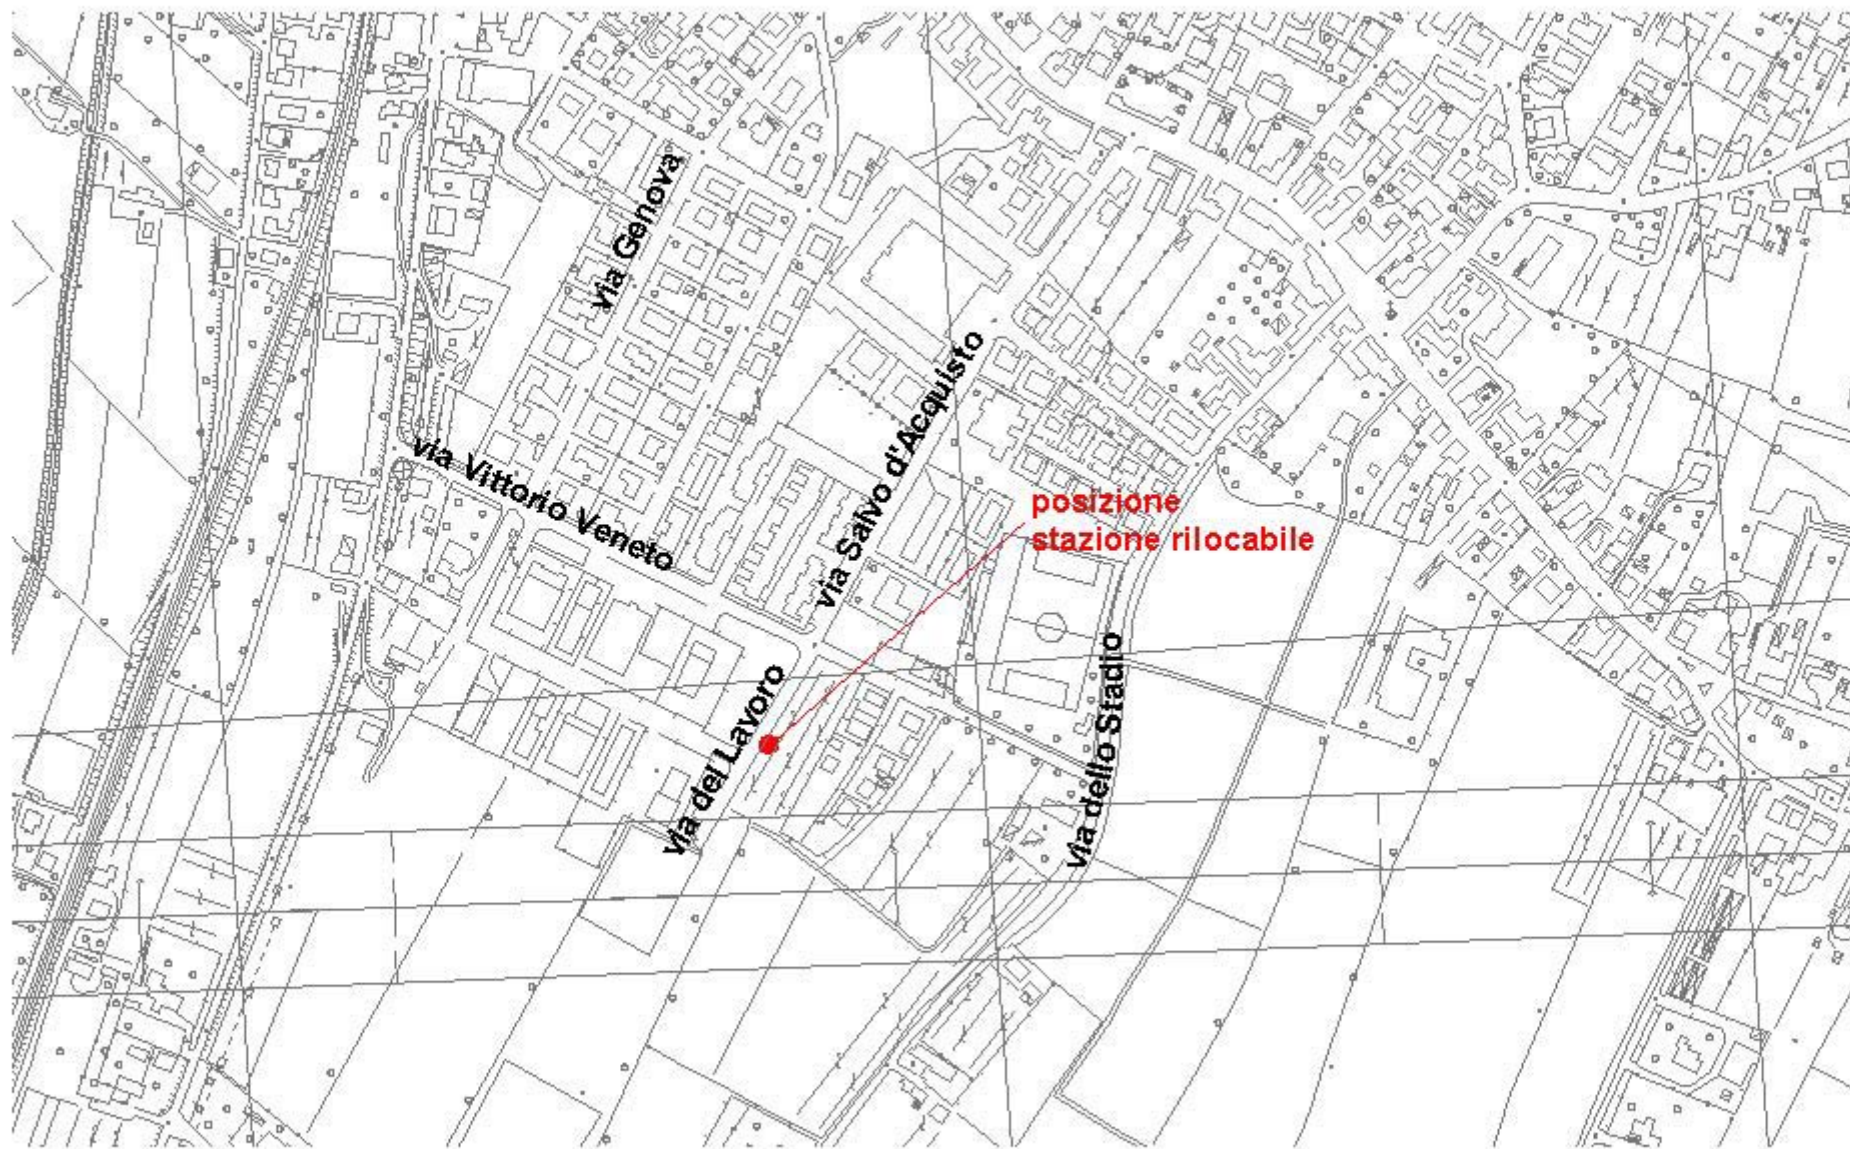 via Genova
via Salvo d'Acquisto
via Vittorio Veneto
posizione
stazione rilocabile
via del Lavoro
via dello Stadio